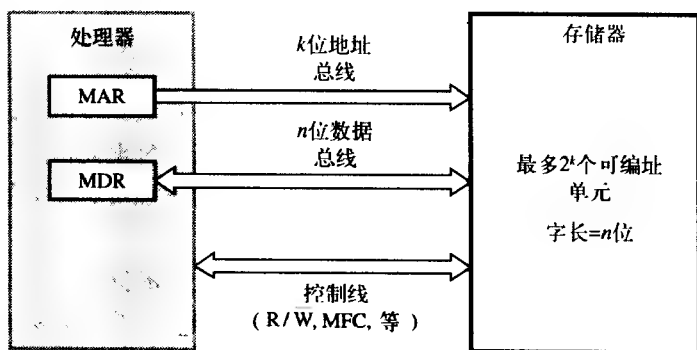 处理器
MAR
MDR
k位地址
总线
n位数据
总线
控制线
(R/W̅, MFC, 等)
存储器
最多2ᵏ个可编址
单元
字长=n位